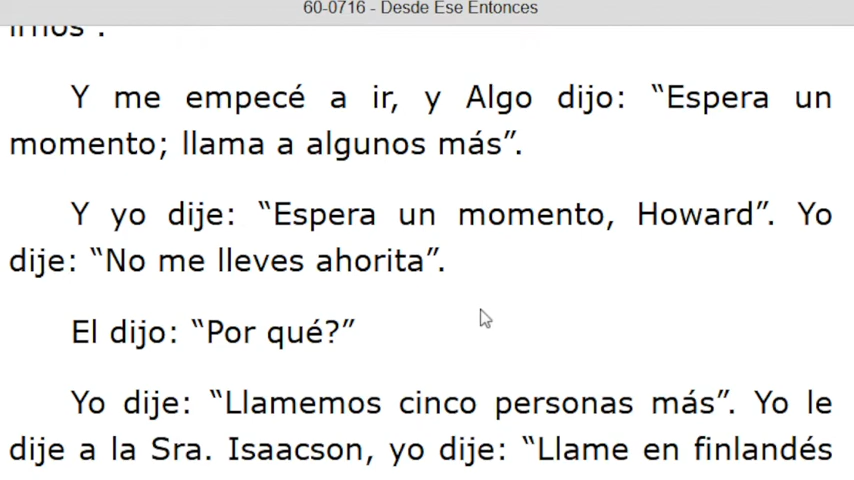 60-0716 - Desde Ese Entonces
Y me empecé a ir, y Algo dijo: “Espera un
momento; llama a algunos más”.
Y yo dije: “Espera un momento, Howard”. Yo
dije: “No me lleves ahorita”.
El dijo: “Por qué?”
Yo dije: “Llamemos cinco personas más”. Yo le
dije a la Sra. Isaacson, yo dije: “Llame en finlandés